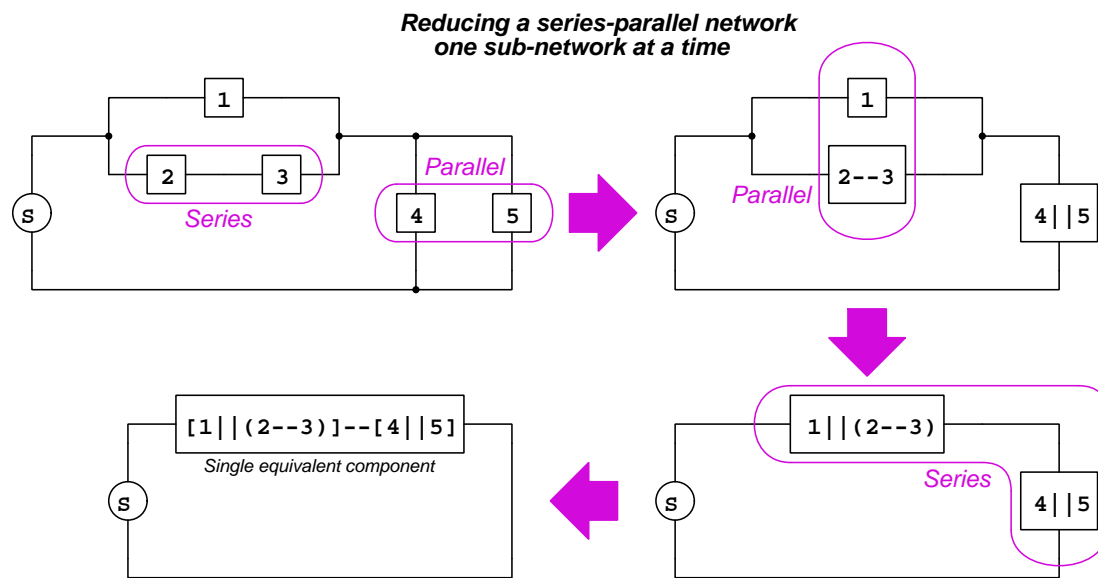 Reducing a series-parallel network
one sub-network at a time
1
2
3
Series
Parallel
4
5
S
1
2--3
Parallel
S
4||5
[1||(2--3)]--[4||5]
Single equivalent component
S
1||(2--3)
Series
S
4||5